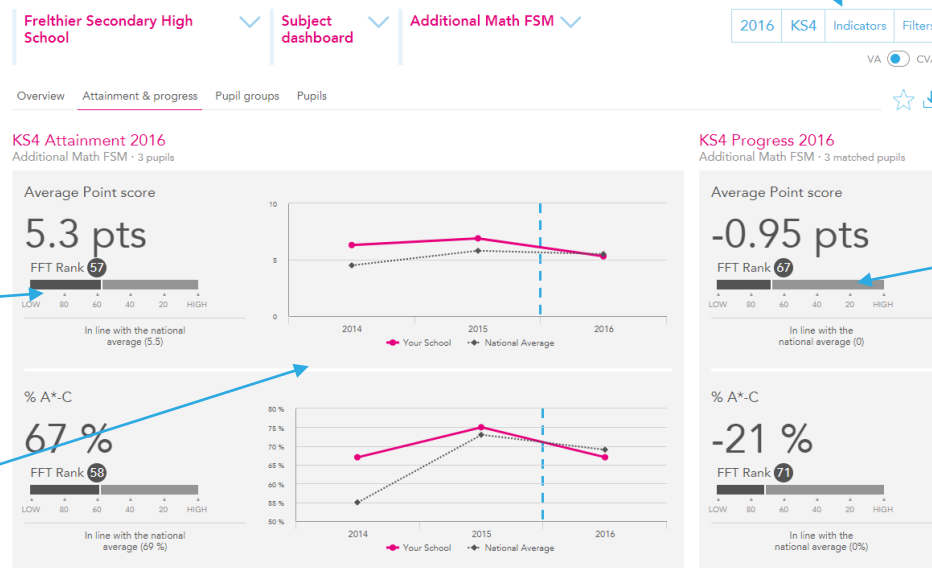 Frelthier Secondary High
School
Subject
dashboard
Additional Math FSM
2016 KS4 Indicators Filters
VA CVA
Overview Attainment & progress Pupil groups Pupils
KS4 Attainment 2016
Additional Math FSM · 3 pupils
Average Point score
5.3 pts
FFT Rank 57
LOW 80 60 40 20 HIGH
In line with the national
average (5.5)
10
5
0
2014 2015 2016
Your School National Average
% A*-C
67 %
FFT Rank 58
LOW 80 60 40 20 HIGH
In line with the national
average (69 %)
80 %
75 %
70 %
65 %
60 %
55 %
50 %
2014 2015 2016
Your School National Average
KS4 Progress 2016
Additional Math FSM · 3 matched pupils
Average Point score
-0.95 pts
FFT Rank 67
LOW 80 60 40 20 HIGH
In line with the
national average (0)
% A*-C
-21 %
FFT Rank 71
LOW 80 60 40 20 HIGH
In line with the
national average (0%)